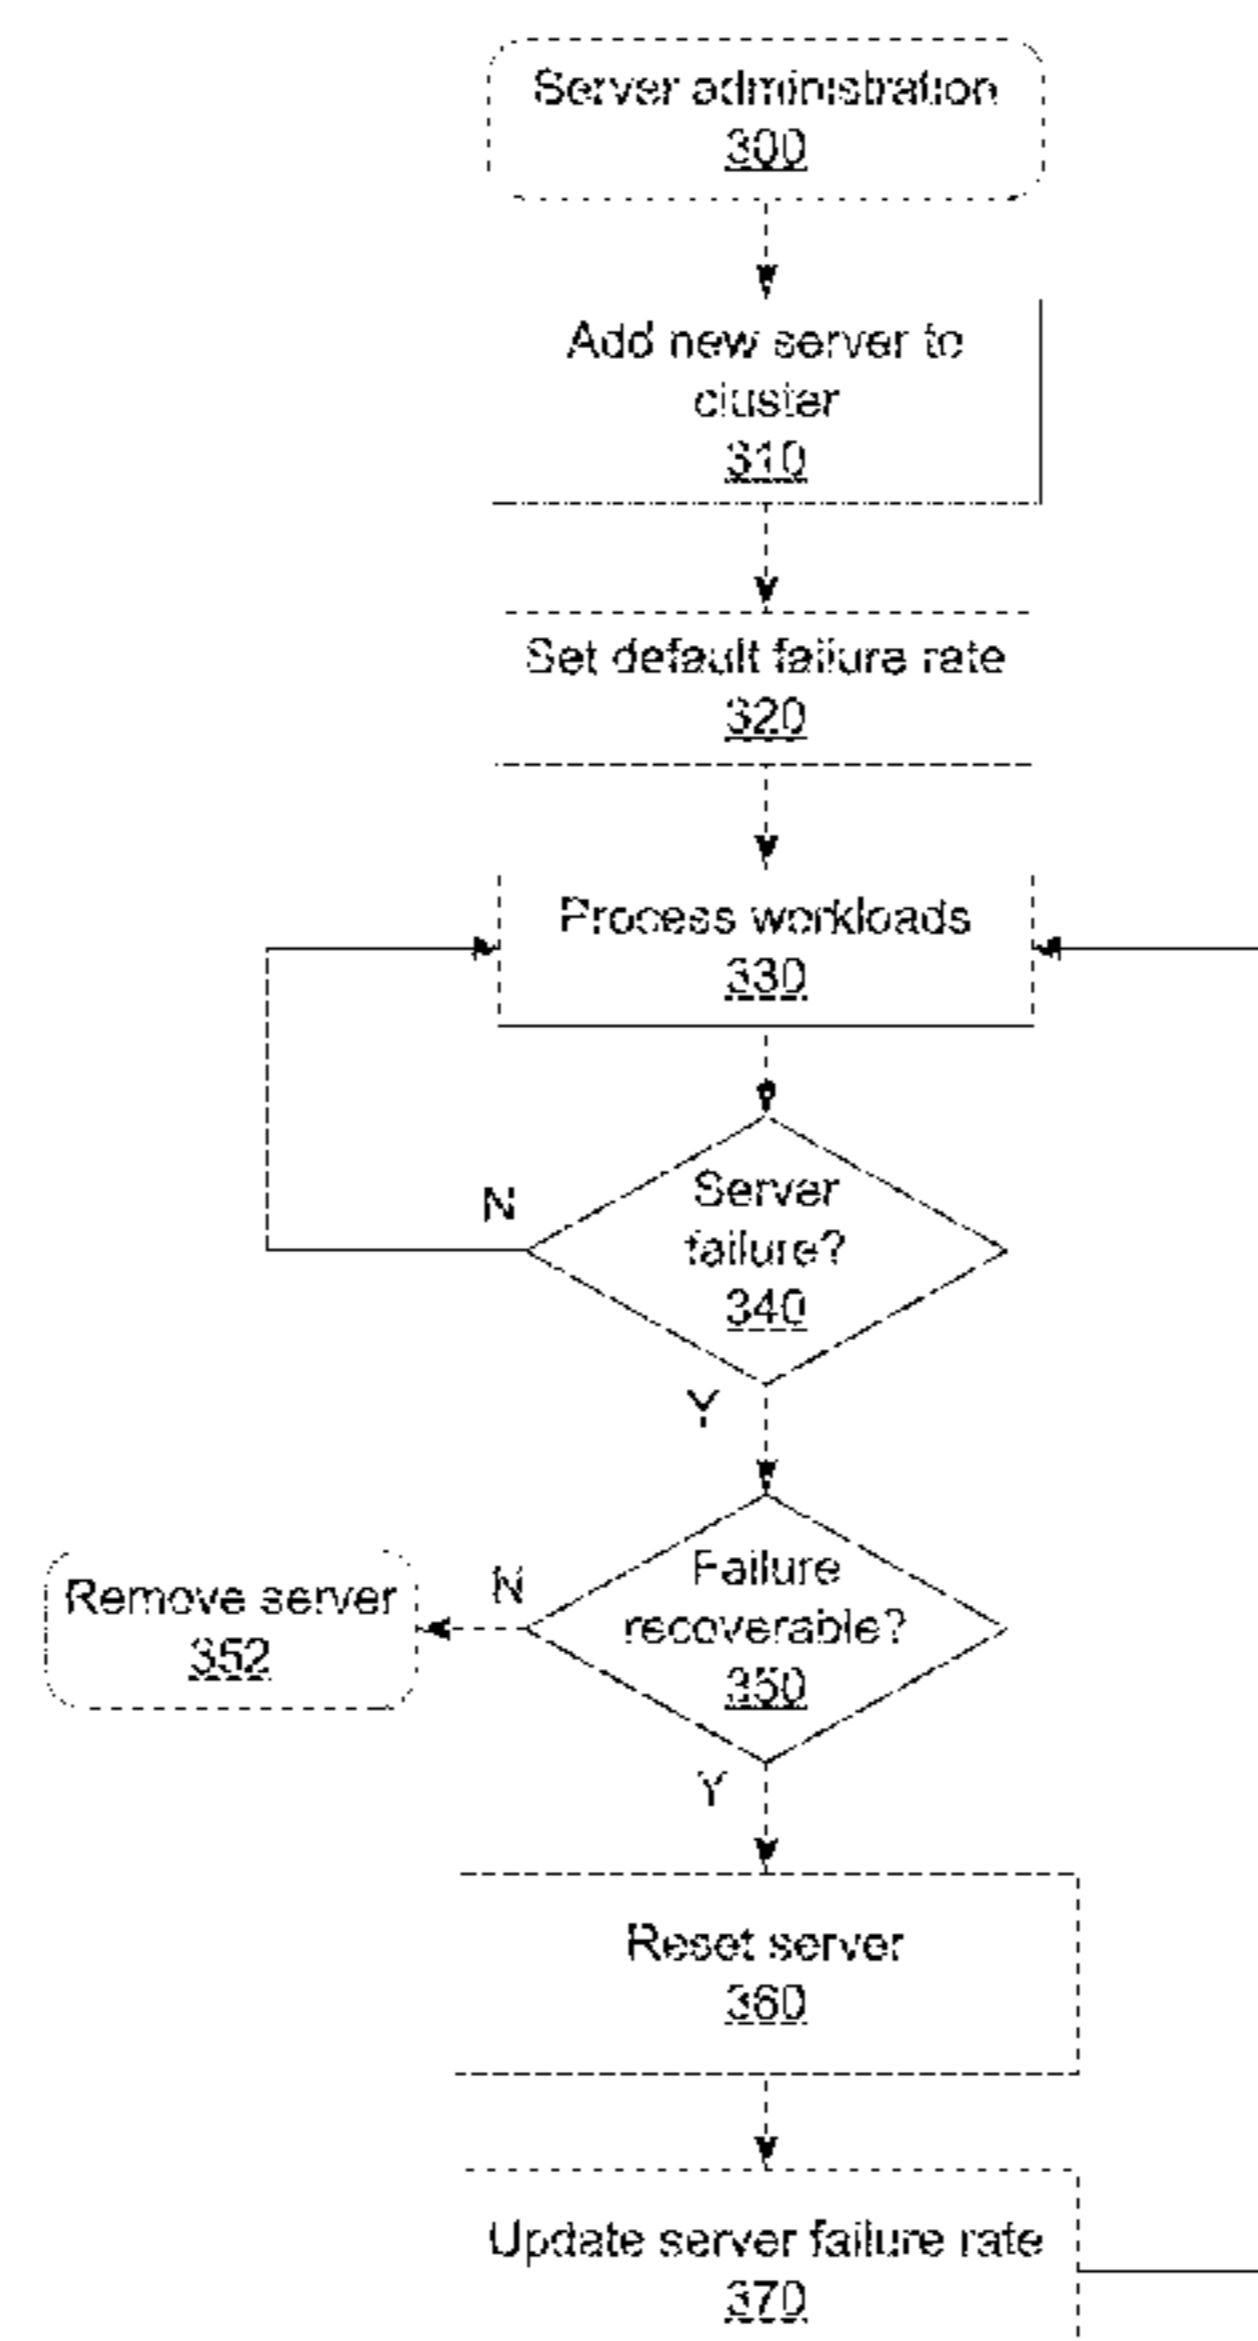 Server administration
300
Add new server to
cluster
310
Set default failure rate
320
Process workloads
330
Server
failure?
340
N
Y
Failure
recoverable?
350
N
Remove server
352
Y
Reset server
360
Update server failure rate
370